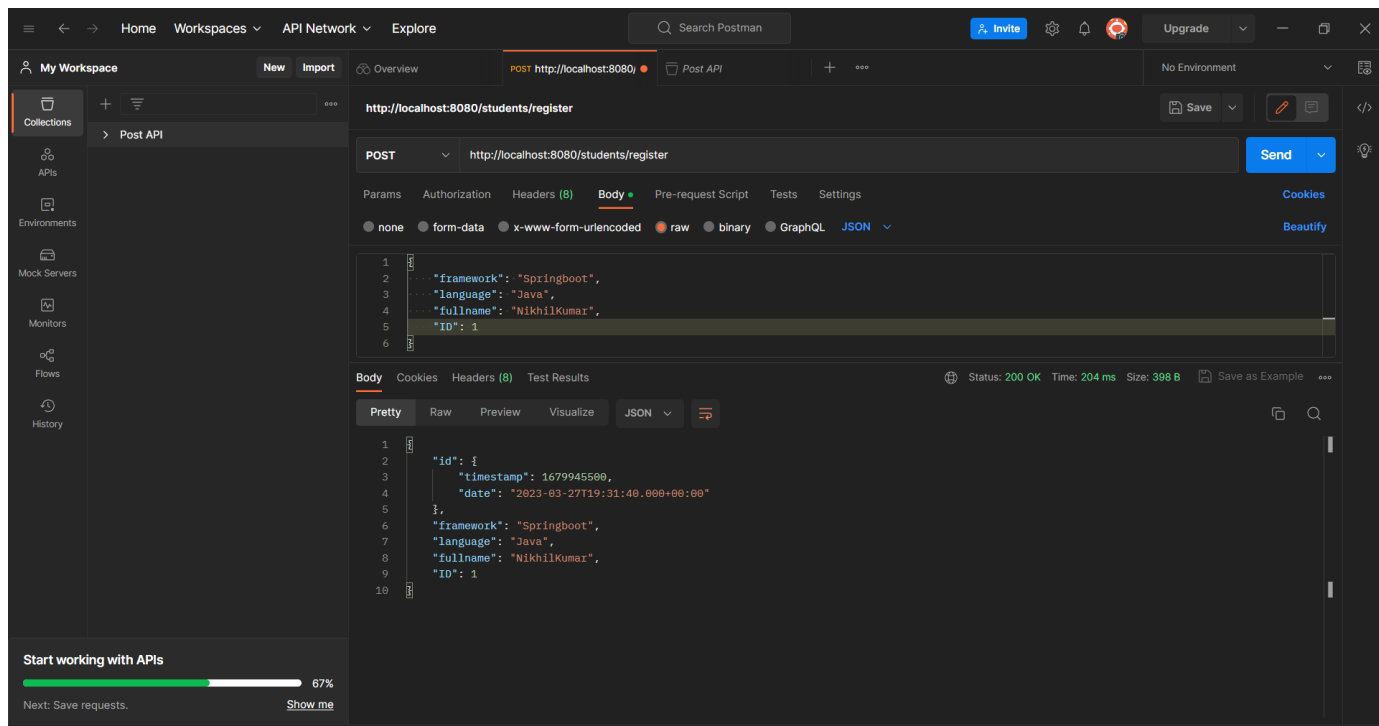 Home Workspaces API Network Explore Search Postman Invite Upgrade
My Workspace New Import Overview POST http://localhost:8080/ Post API No Environment
Collections
Post API
APIs
Environments
Mock Servers
Monitors
Flows
History
http://localhost:8080/students/register Save
POST http://localhost:8080/students/register Send
Params Authorization Headers (8) Body Pre-request Script Tests Settings Cookies
none form-data x-www-form-urlencoded raw binary GraphQL JSON Beautify
1 {
2 "framework": "Springboot",
3 "language": "Java",
4 "fullname": "NikhilKumar",
5 "ID": 1
6 }
Body Cookies Headers (8) Test Results Status: 200 OK Time: 204 ms Size: 398 B Save as Example
Pretty Raw Preview Visualize JSON
1 {
2 "id": {
3 "timestamp": 1679945500,
4 "date": "2023-03-27T19:31:40.000+00:00"
5 },
6 "framework": "Springboot",
7 "language": "Java",
8 "fullname": "NikhilKumar",
9 "ID": 1
10 }
Start working with APIs
67%
Next: Save requests. Show me